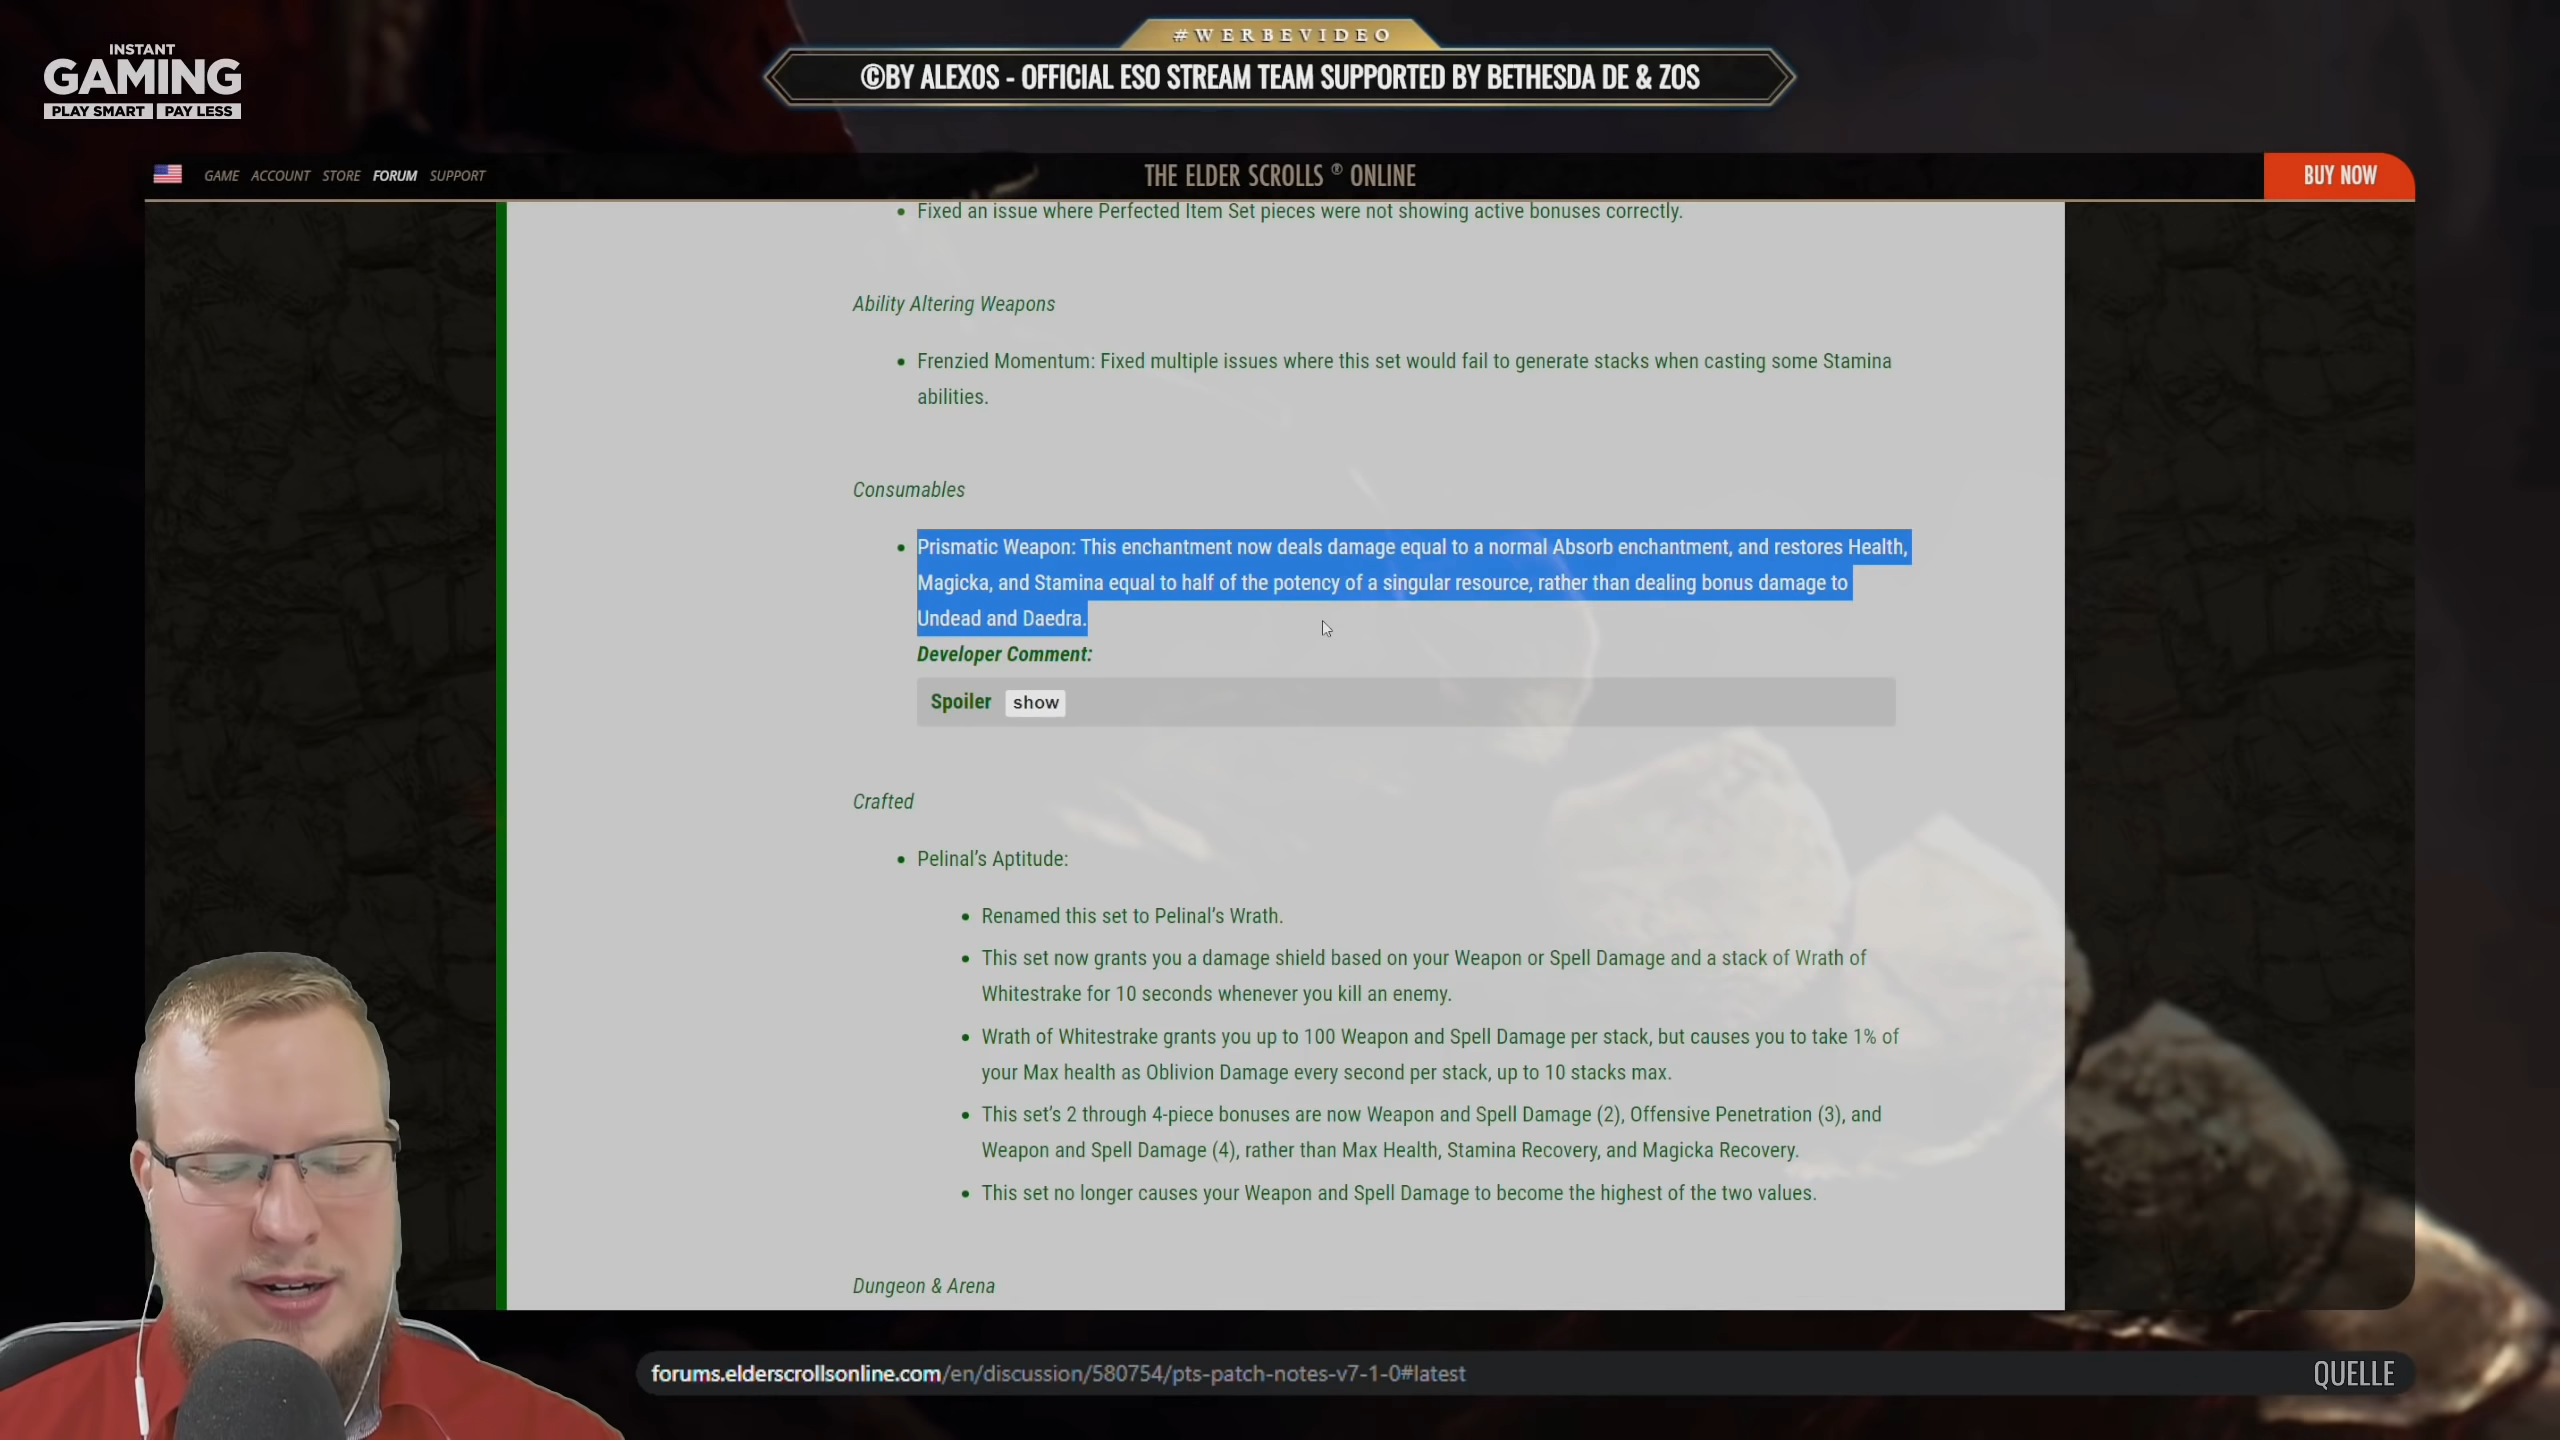 #WERBEVIDEO
©BY ALEXOS - OFFICIAL ESO STREAM TEAM SUPPORTED BY BETHESDA DE & ZOS
INSTANT
GAMING
PLAY SMART PAY LESS
GAME ACCOUNT STORE FORUM SUPPORT
THE ELDER SCROLLS ® ONLINE
BUY NOW
• Fixed an issue where Perfected Item Set pieces were not showing active bonuses correctly.
Ability Altering Weapons
• Frenzied Momentum: Fixed multiple issues where this set would fail to generate stacks when casting some Stamina
abilities.
Consumables
• Prismatic Weapon: This enchantment now deals damage equal to a normal Absorb enchantment, and restores Health,
Magicka, and Stamina equal to half of the potency of a singular resource, rather than dealing bonus damage to
Undead and Daedra.
Developer Comment:
Spoiler show
Crafted
• Pelinal’s Aptitude:
• Renamed this set to Pelinal’s Wrath.
• This set now grants you a damage shield based on your Weapon or Spell Damage and a stack of Wrath of
Whitestrake for 10 seconds whenever you kill an enemy.
• Wrath of Whitestrake grants you up to 100 Weapon and Spell Damage per stack, but causes you to take 1% of
your Max health as Oblivion Damage every second per stack, up to 10 stacks max.
• This set’s 2 through 4-piece bonuses are now Weapon and Spell Damage (2), Offensive Penetration (3), and
Weapon and Spell Damage (4), rather than Max Health, Stamina Recovery, and Magicka Recovery.
• This set no longer causes your Weapon and Spell Damage to become the highest of the two values.
Dungeon & Arena
forums.elderscrollsonline.com/en/discussion/580754/pts-patch-notes-v7-1-0#latest
QUELLE